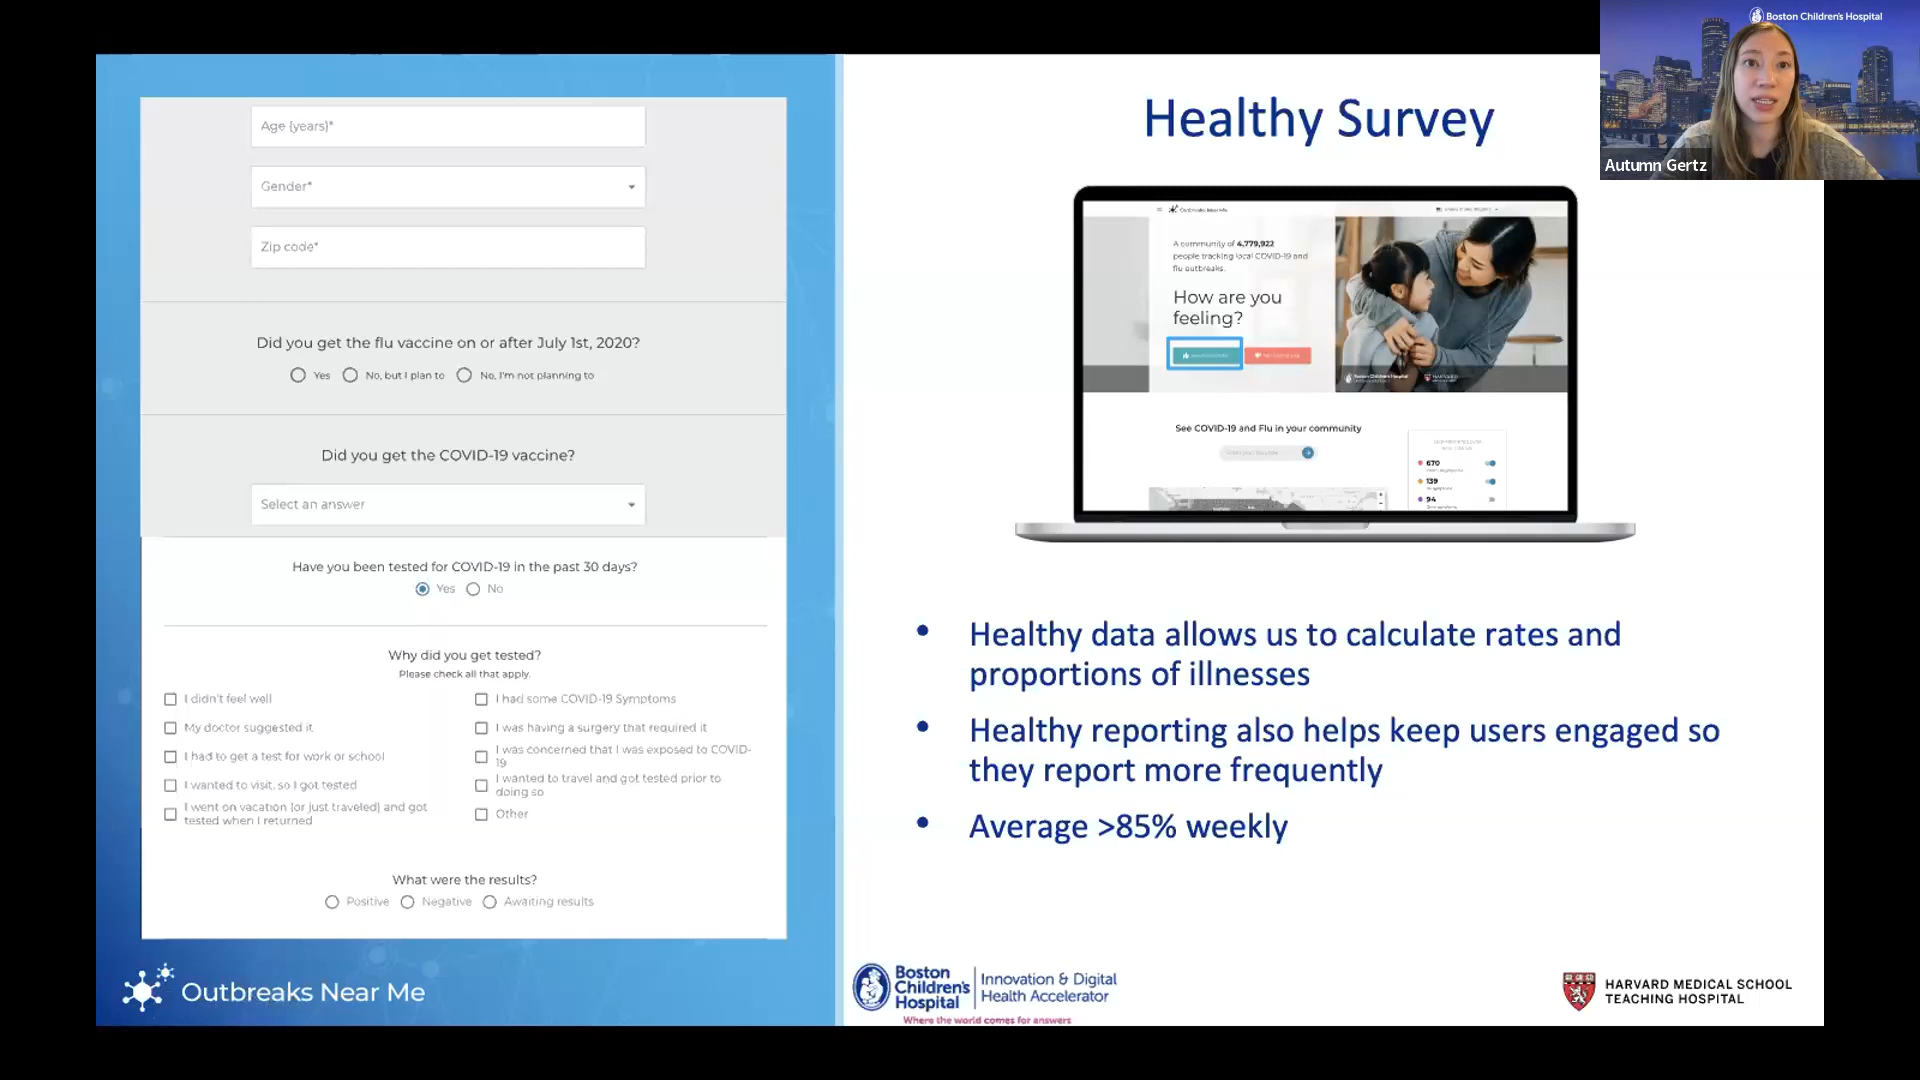 Boston Children's Hospital
Autumn Gertz
Age (years)*
Gender*
Zip code*
Did you get the flu vaccine on or after July 1st, 2020?
Yes No, but I plan to No, I'm not planning to
Did you get the COVID-19 vaccine?
Select an answer
Have you been tested for COVID-19 in the past 30 days?
Yes No
Why did you get tested?
Please check all that apply.
I didn't feel well
I had some COVID-19 Symptoms
My doctor suggested it
I was having a surgery that required it
I had to get a test for work or school
I was concerned that I was exposed to COVID-
19
I wanted to visit, so I got tested
I wanted to travel and got tested prior to
doing so
I went on vacation (or just traveled) and got
tested when I returned
Other
What were the results?
Positive Negative Awaiting results
Outbreaks Near Me
Healthy Survey
Outbreaks Near Me
A community of 4,779,922
people tracking local COVID-19 and
flu outbreaks.
How are you
feeling?
Boston Children's Hospital
See COVID-19 and Flu in your community
670
139
94
• Healthy data allows us to calculate rates and
proportions of illnesses
• Healthy reporting also helps keep users engaged so
they report more frequently
• Average >85% weekly
Boston
Children's
Hospital
Innovation & Digital
Health Accelerator
Where the world comes for answers
HARVARD MEDICAL SCHOOL
TEACHING HOSPITAL